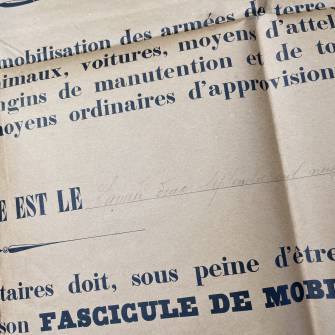 mobilisation des armées de terre
nimaux, voitures, moyens d'attel
ngins de manutention et de to
moyens ordinaires d'approvision
E EST LE
taires doit, sous peine d'être
son FASCICULE DE MOBI